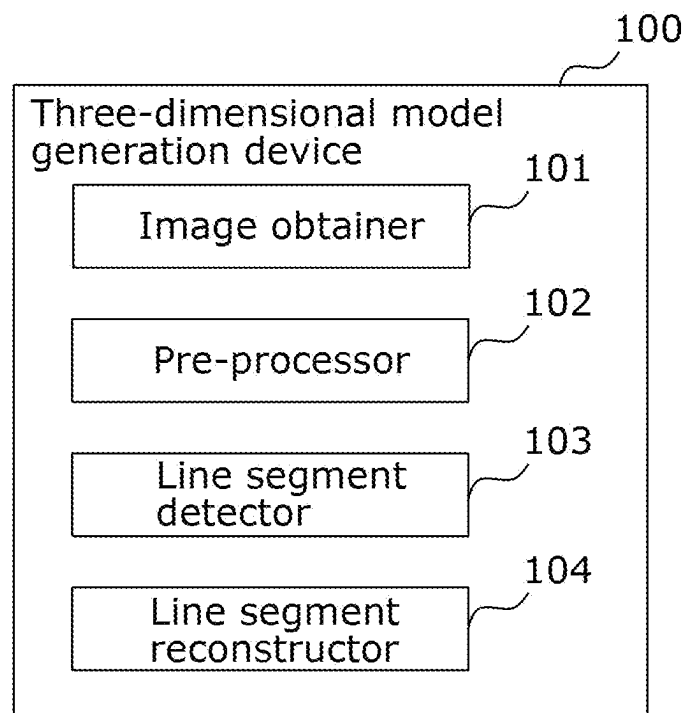 100
Three-dimensional model
generation device
101
Image obtainer
102
Pre-processor
103
Line segment
detector
104
Line segment
reconstructor